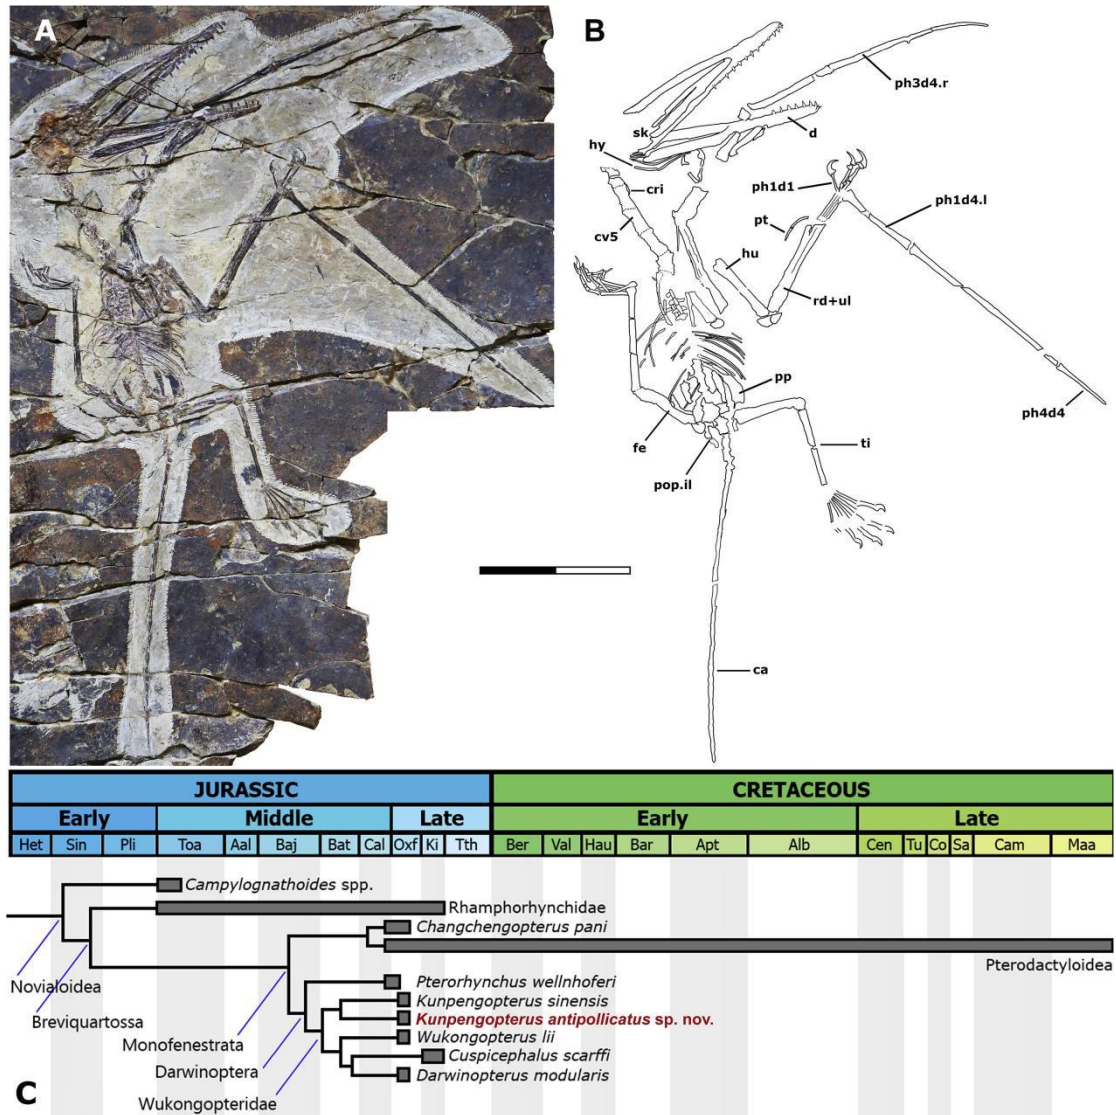 A
B
ph3d4.r
sk
d
hy
cri
ph1d1
ph1d4.l
pt
cv5
hu
rd+ul
pp
ph4d4
fe
ti
pop.il
ca
JURASSIC CRETACEOUS
Early Middle Late Early Late
Het Sin Pli Toa Aal Baj Bat Cal Oxf Ki Tth Ber Val Hau Bar Apt Alb Cen Tu Co Sa Cam Maa
Campylognathoides spp.
Rhamphorhynchidae
Changchengopterus pani
Pterodactyloidea
Novialoidea
Pterorhynchus wellnhoferi
Kunpengopterus sinensis
Breviquartossa
Kunpengopterus antipollicatus sp. nov.
Monofenestrata
Wukongopterus lii
Cuspicephalus scarffi
Darwinoptera
Darwinopterus modularis
Wukongopteridae
C